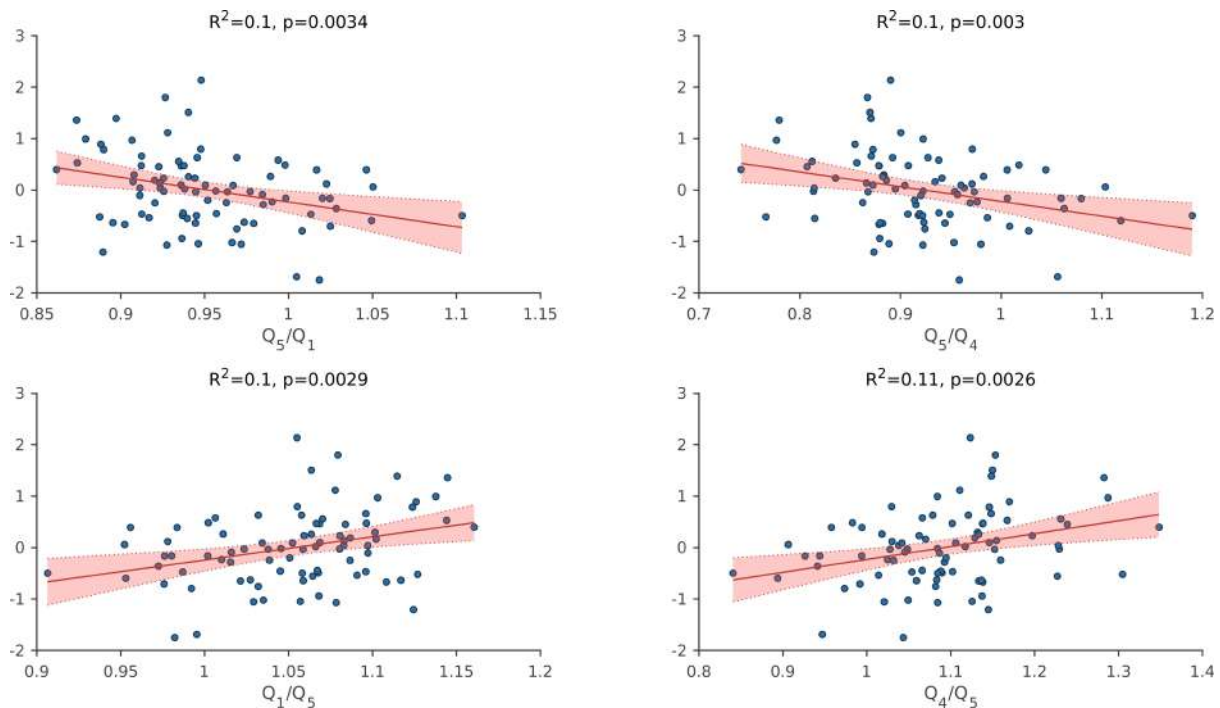 R²=0.1, p=0.0034
3
2
1
0
-1
-2
0.85 0.9 0.95 1 1.05 1.1 1.15
Q₅/Q₁
R²=0.1, p=0.003
3
2
1
0
-1
-2
0.7 0.8 0.9 1 1.1 1.2
Q₅/Q₄
R²=0.1, p=0.0029
3
2
1
0
-1
-2
0.9 0.95 1 1.05 1.1 1.15 1.2
Q₁/Q₅
R²=0.11, p=0.0026
3
2
1
0
-1
-2
0.8 0.9 1 1.1 1.2 1.3 1.4
Q₄/Q₅